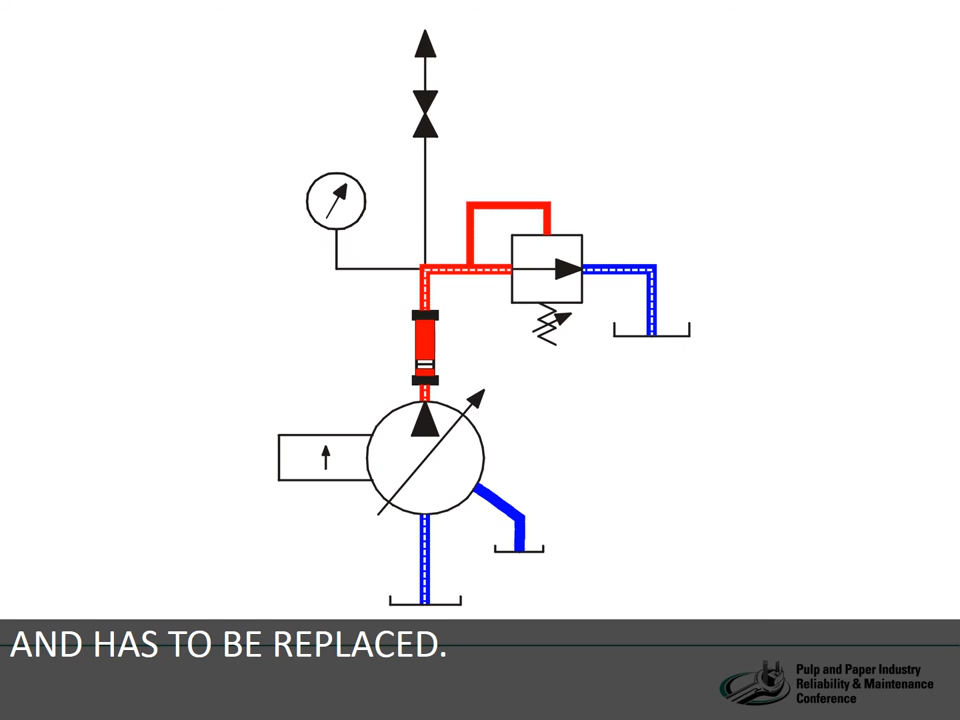 AND HAS TO BE REPLACED.
Pulp and Paper Industry
Reliability & Maintenance
Conference